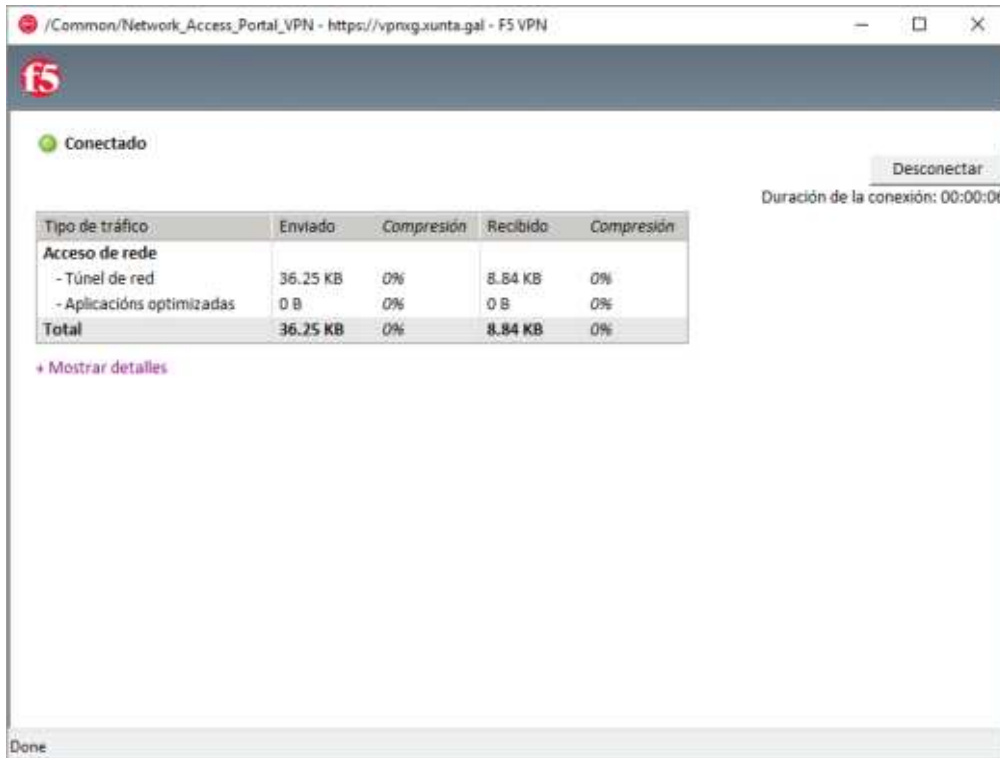 /Common/Network_Access_Portal_VPN - https://vpnxg.xunta.gal - F5 VPN
f5
Conectado
Desconectar
Duración de la conexión: 00:00:06
Tipo de tráfico Enviado Compresión Recibido Compresión
Acceso de rede
- Túnel de red 36.25 KB 0% 8.84 KB 0%
- Aplicacións optimizadas 0 B 0% 0 B 0%
Total 36.25 KB 0% 8.84 KB 0%
+ Mostrar detalles
Done